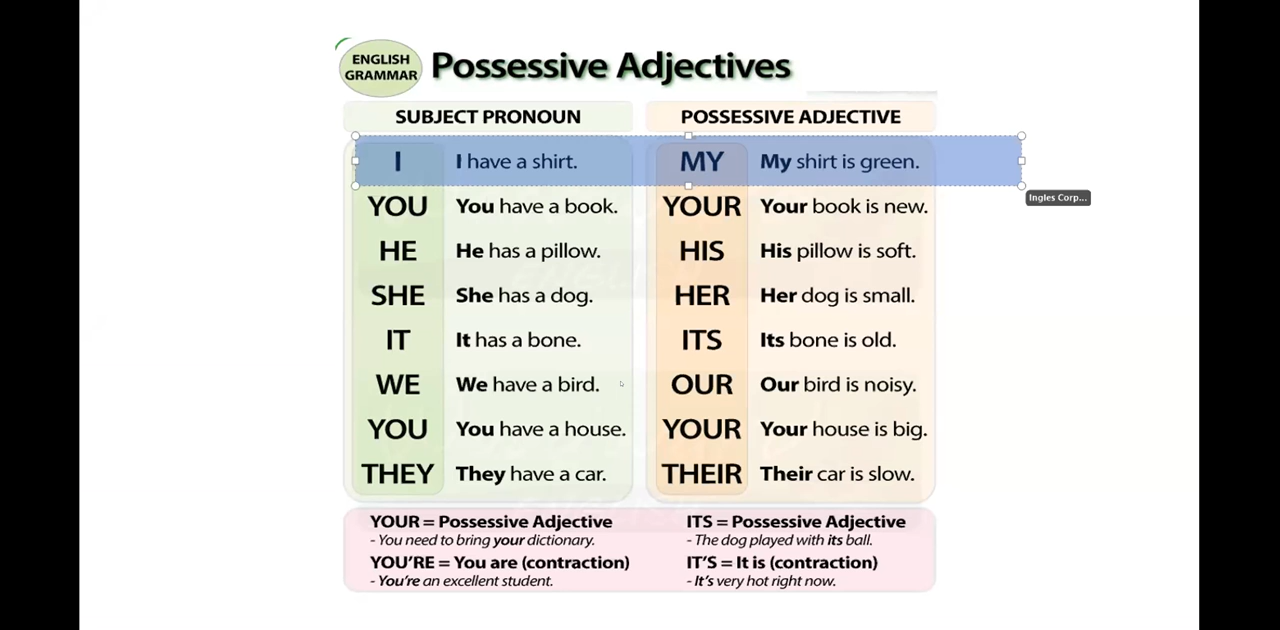 ENGLISH
GRAMMAR
Possessive Adjectives
SUBJECT PRONOUN POSSESSIVE ADJECTIVE
I I have a shirt. MY My shirt is green.
Ingles Corp...
YOU You have a book. YOUR Your book is new.
HE He has a pillow. HIS His pillow is soft.
SHE She has a dog. HER Her dog is small.
IT It has a bone. ITS Its bone is old.
WE We have a bird. OUR Our bird is noisy.
YOU You have a house. YOUR Your house is big.
THEY They have a car. THEIR Their car is slow.
YOUR = Possessive Adjective
- You need to bring your dictionary.
YOU'RE = You are (contraction)
- You're an excellent student.
ITS = Possessive Adjective
- The dog played with its ball.
IT'S = It is (contraction)
- It's very hot right now.